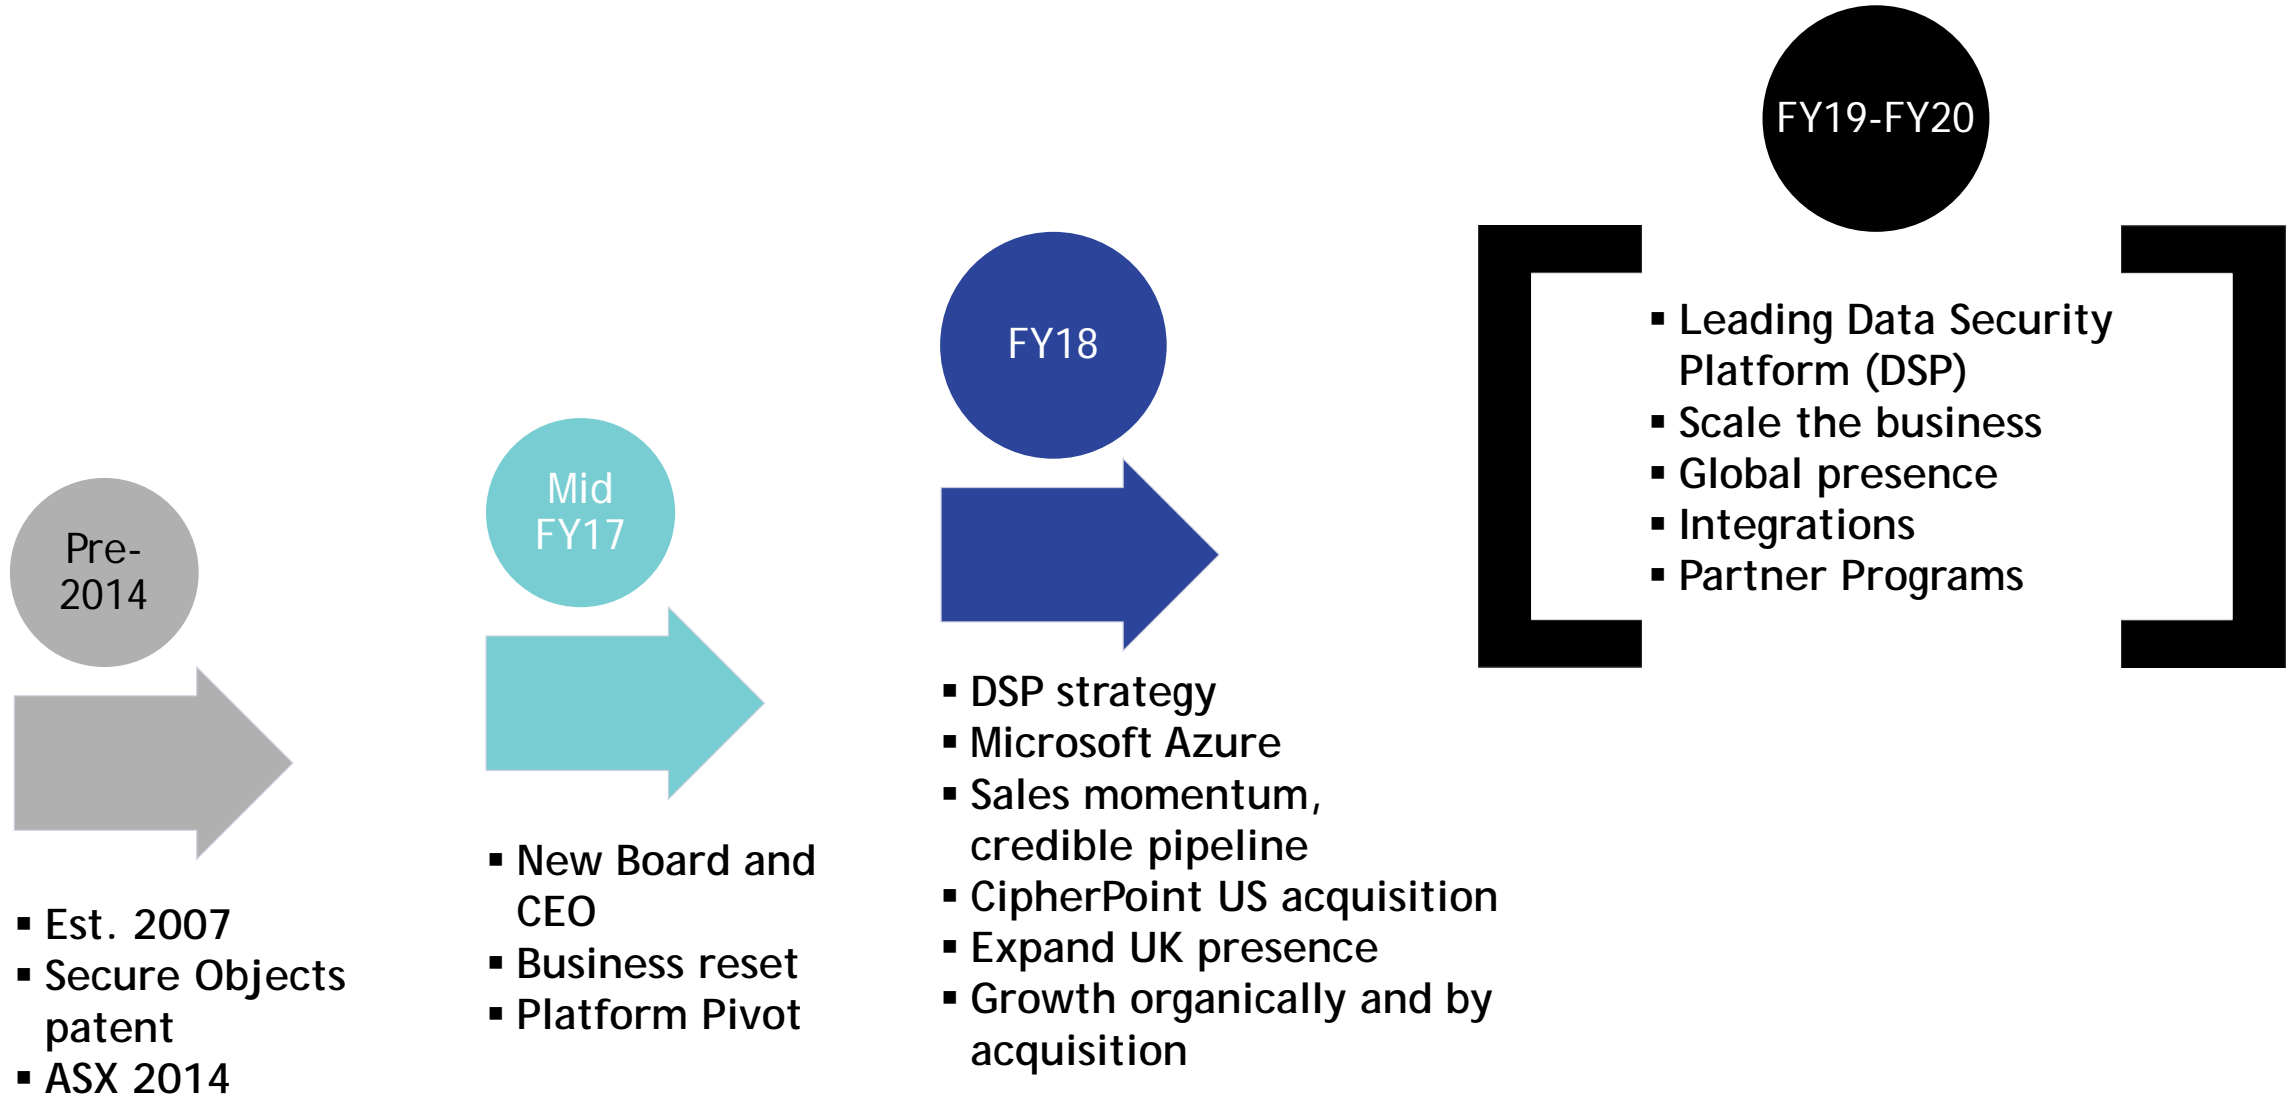 Pre-
2014
▪ Est. 2007
▪ Secure Objects
patent
▪ ASX 2014
Mid
FY17
▪ New Board and
CEO
▪ Business reset
▪ Platform Pivot
FY18
▪ DSP strategy
▪ Microsoft Azure
▪ Sales momentum,
credible pipeline
▪ CipherPoint US acquisition
▪ Expand UK presence
▪ Growth organically and by
acquisition
FY19-FY20
▪ Leading Data Security
Platform (DSP)
▪ Scale the business
▪ Global presence
▪ Integrations
▪ Partner Programs